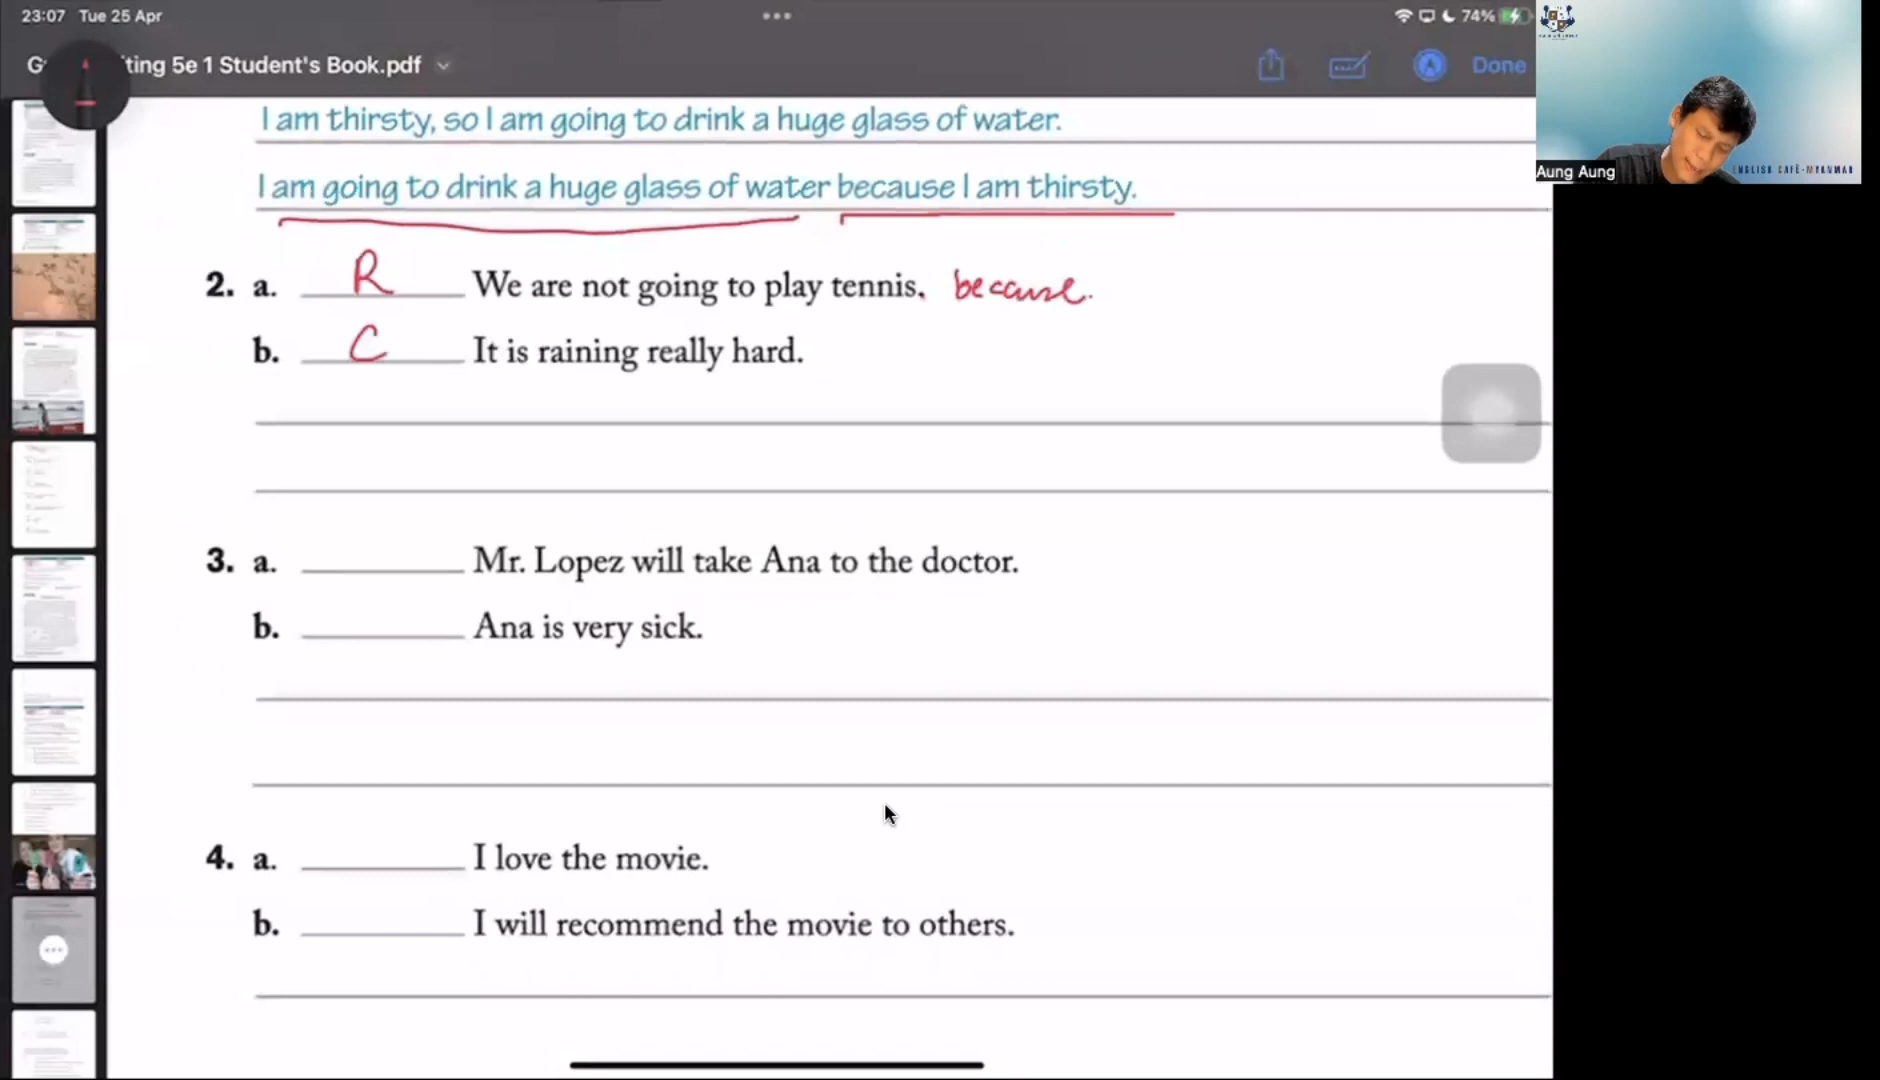 23:07 Tue 25 Apr
74%
G
ting 5e 1 Student's Book.pdf
Done
I am thirsty, so I am going to drink a huge glass of water.
I am going to drink a huge glass of water because I am thirsty.
2. a. R We are not going to play tennis. because.
b. C It is raining really hard.
3. a. Mr. Lopez will take Ana to the doctor.
b. Ana is very sick.
4. a. I love the movie.
b. I will recommend the movie to others.
Aung Aung
ENGLISH CAFÉ-MYANMAR